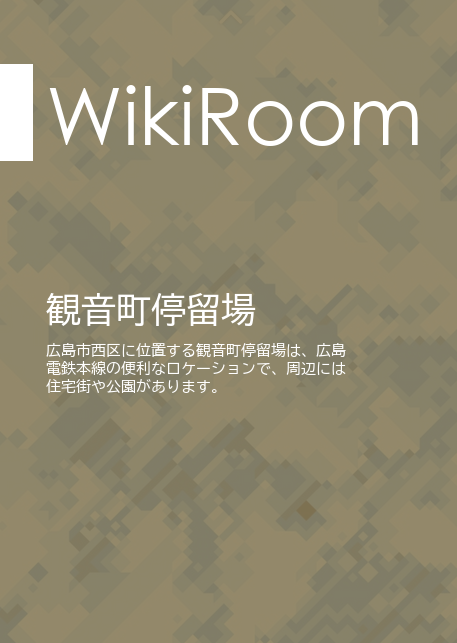 WikiRoom
観音町停留場
広島市西区に位置する観音町停留場は、広島
電鉄本線の便利なロケーションで、周辺には
住宅街や公園があります。